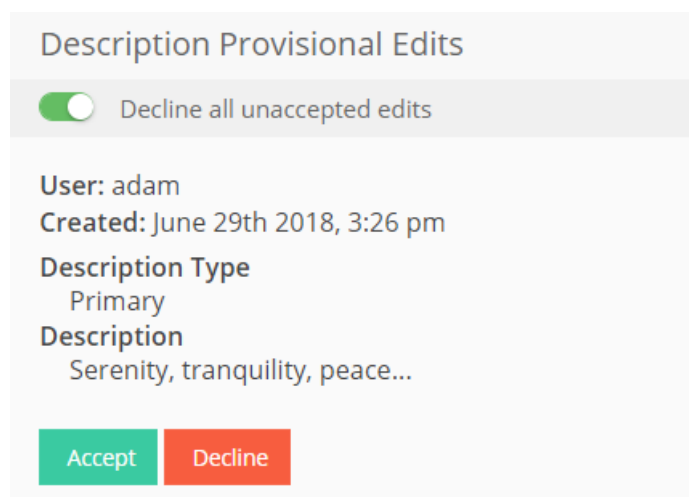 Description Provisional Edits
Decline all unaccepted edits
User: adam
Created: June 29th 2018, 3:26 pm
Description Type
Primary
Description
Serenity, tranquility, peace...
Accept Decline